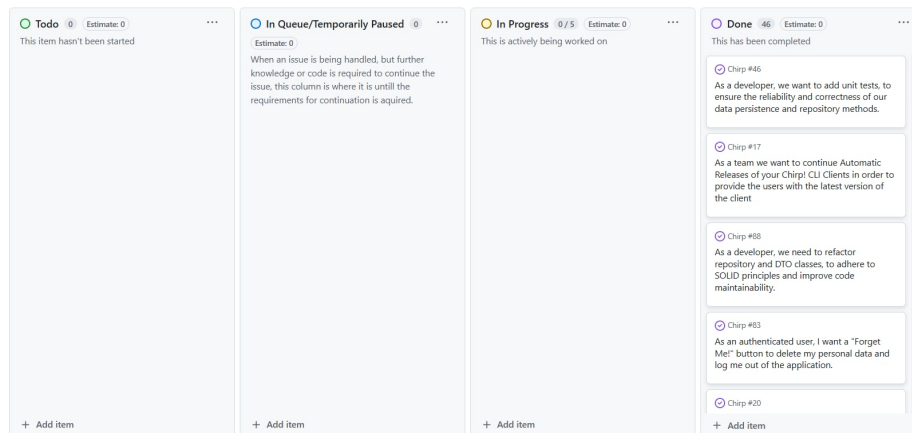 Todo 0 Estimate: 0
This item hasn't been started
+ Add item
In Queue/Temporarily Paused 0
Estimate: 0
When an issue is being handled, but further
knowledge or code is required to continue the
issue, this column is where it is untill the
requirements for continuation is aquired.
+ Add item
In Progress 0 / 5 Estimate: 0
This is actively being worked on
+ Add item
Done 46 Estimate: 0
This has been completed
Chirp #46
As a developer, we want to add unit tests, to
ensure the reliability and correctness of our
data persistence and repository methods.
Chirp #17
As a team we want to continue Automatic
Releases of your Chirp! CLI Clients in order to
provide the users with the latest version of
the client
Chirp #88
As a developer, we need to refactor
repository and DTO classes, to adhere to
SOLID principles and improve code
maintainability.
Chirp #83
As an authenticated user, I want a "Forget
Me!" button to delete my personal data and
log me out of the application.
Chirp #20
+ Add item